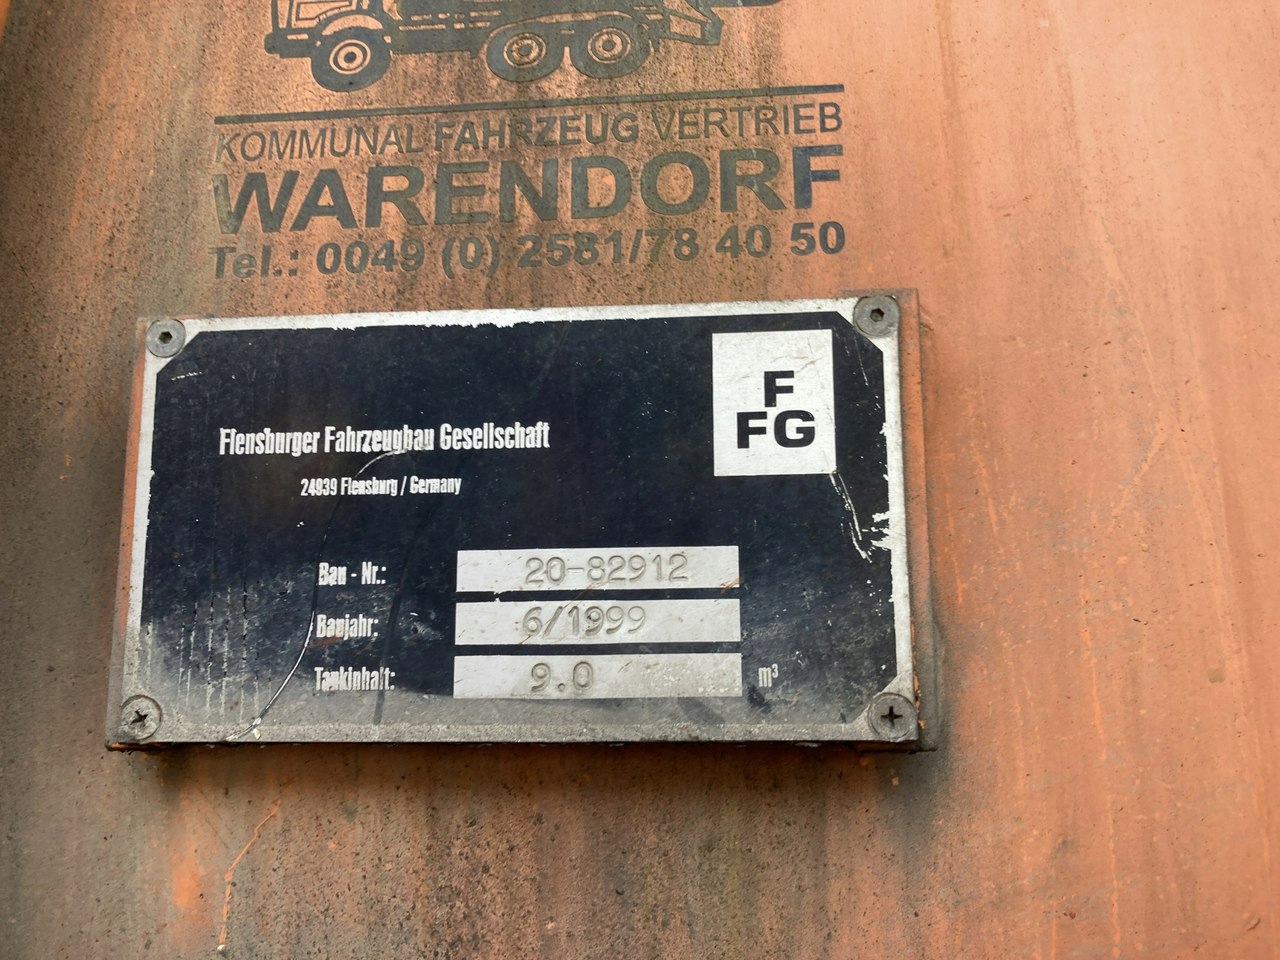 KOMMUNAL FAHRZEUG VERTRIEB
WARENDORF
Tel.: 0049 (0) 2581/78 40 50
F
FG
Flensburger Fahrzeugbau Gesellschaft
24939 Flensburg / Germany
Bau - Nr.: 20-82912
Baujahr: 6/1999
Tankinhalt: 9.0 m³